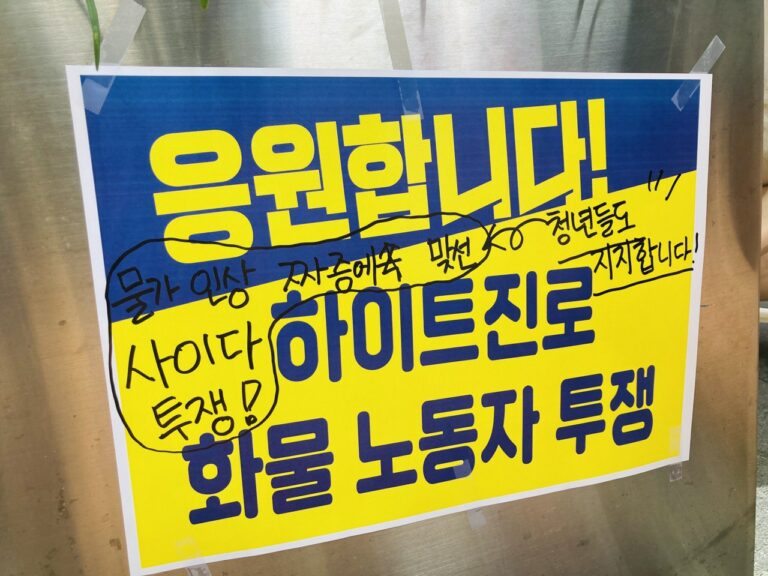 응원합니다!
청년들도
지지합니다!
물가 인상 짜증에 맞선
사이다
투쟁!
하이트진로
화물 노동자 투쟁